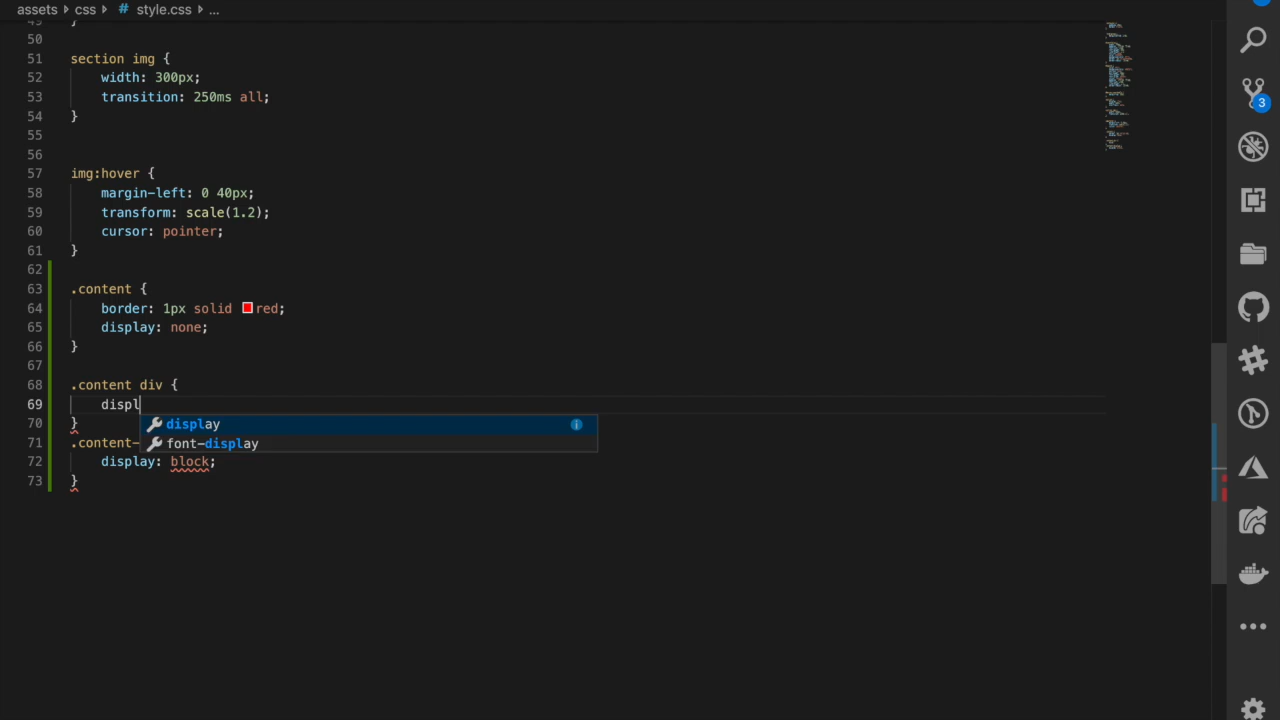 assets css # style.css ...
49 }
50
51 section img {
52 width: 300px;
53 transition: 250ms all;
54 }
55
56
57 img:hover {
58 margin-left: 0 40px;
59 transform: scale(1.2);
60 cursor: pointer;
61 }
62
63 .content {
64 border: 1px solid red;
65 display: none;
66 }
67
68 .content div {
69 displ
display
70 }
font-display
71 .content-
72 display: block;
73 }
3